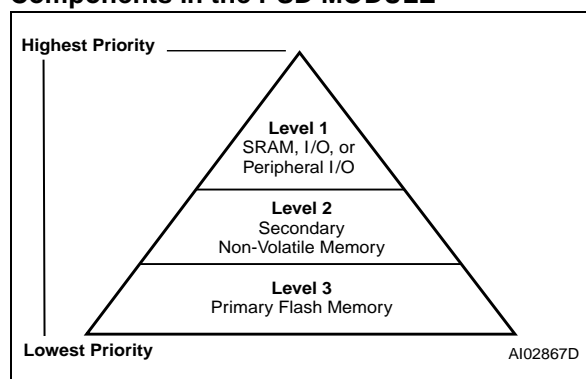 Components in the PSD MODULE
Highest Priority
Level 1
SRAM, I/O, or
Peripheral I/O
Level 2
Secondary
Non-Volatile Memory
Level 3
Primary Flash Memory
Lowest Priority
AI02867D